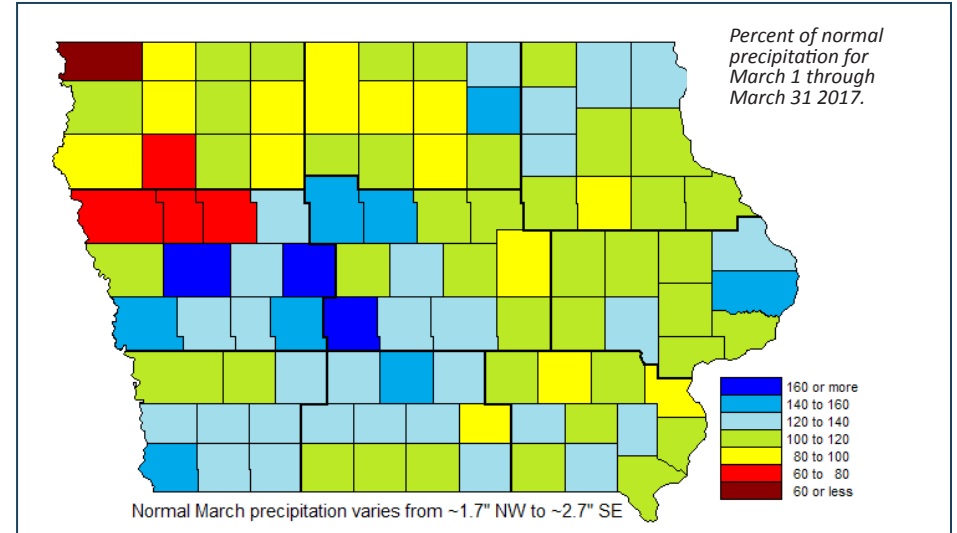 Percent of normal
precipitation for
March 1 through
March 31 2017.
160 or more
140 to 160
120 to 140
100 to 120
80 to 100
60 to 80
60 or less
Normal March precipitation varies from ~1.7" NW to ~2.7" SE